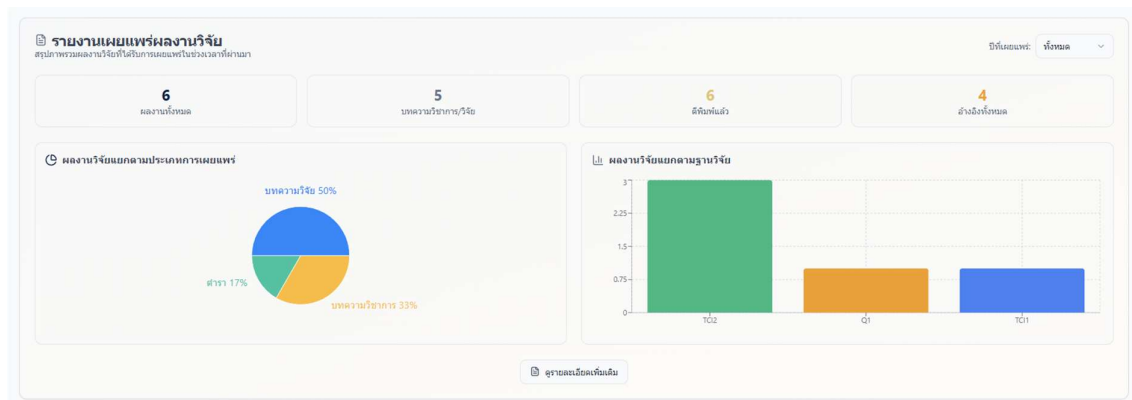 รายงานเผยแพร่ผลงานวิจัย
สรุปภาพรวมผลงานวิจัยที่ได้รับการเผยแพร่ในช่วงเวลาที่ผ่านมา
ปีที่เผยแพร่: ทั้งหมด
6
ผลงานทั้งหมด
5
บทความวิชาการ/วิจัย
6
ตีพิมพ์แล้ว
4
อ้างอิงทั้งหมด
ผลงานวิจัยแยกตามประเภทการเผยแพร่
บทความวิจัย 50%
ตำรา 17%
บทความวิชาการ 33%
ผลงานวิจัยแยกตามฐานวิจัย
3
2.25
1.5
0.75
0
TCI2 Q1 TCI1
ดูรายละเอียดเพิ่มเติม